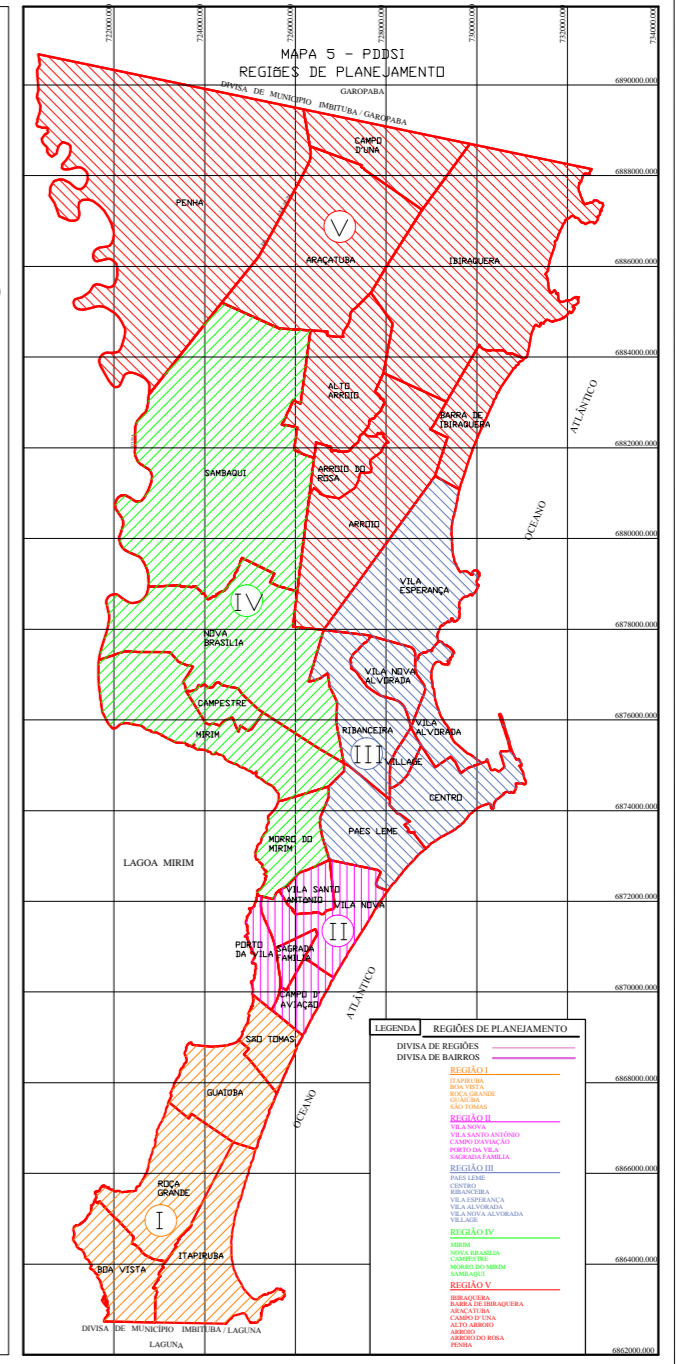 722000.000
724000.000
726000.000
728000.000
730000.000
732000.000
734000.000
MAPA 5 - PDDSI
REGIÕES DE PLANEJAMENTO
6890000.000
GAROPABA
DIVISA DE MUNICIPIO IMBITUBA / GAROPABA
CAMPO
D'UNA
6888000.000
PENHA
V
ARAÇATUBA
IBIRAQUERA
6886000.000
6884000.000
ALTO
ARROIO
BARRA DE
IBIRAQUERA
ATLÂNTICO
6882000.000
SAMBAQUI
ARROIO DO
ROSA
ARROIO
OCEANO
6880000.000
VILA
ESPERANÇA
IV
NOVA
BRASILIA
6878000.000
VILA NOVA
ALVORADA
CAMPESTRE
6876000.000
MIRIM
RIBANCEIRA
VILA
ALVORADA
III
VILLAGE
CENTRO
6874000.000
PAES LEME
MORRO DO
MIRIM
LAGOA MIRIM
6872000.000
VILA SANTO
ANTONIO
VILA NOVA
II
PORTO
DA VILA
SAGRADA
FAMILIA
6870000.000
CAMPO D'
AVIAÇÃO
ATLÂNTICO
SÃO TOMAS
OCEANO
6868000.000
GUAIUBA
6866000.000
ROÇA
GRANDE
I
ITAPIRUBA
6864000.000
BOA VISTA
DIVISA DE MUNICÍPIO IMBITUBA / LAGUNA
LAGUNA
6862000.000
LEGENDA REGIÕES DE PLANEJAMENTO
DIVISA DE REGIÕES
DIVISA DE BAIRROS
REGIÃO I
ITAPIRUBA
BOA VISTA
ROÇA GRANDE
GUAIÚBA
SÃO TOMAS
REGIÃO II
VILA NOVA
VILA SANTO ANTÔNIO
CAMPO D'AVIAÇÃO
PORTO DA VILA
SAGRADA FAMILIA
REGIÃO III
PAES LEME
CENTRO
RIBANCEIRA
VILA ESPERANÇA
VILA ALVORADA
VILA NOVA ALVORADA
VILLAGE
REGIÃO IV
MIRIM
NOVA BRASÍLIA
CAMPESTRE
MORRO DO MIRIM
SAMBAQUI
REGIÃO V
IBIRAQUERA
BARRA DE IBIRAQUERA
ARAÇATUBA
CAMPO D' UNA
ALTO ARROIO
ARROIO
ARROIO DO ROSA
PENHA